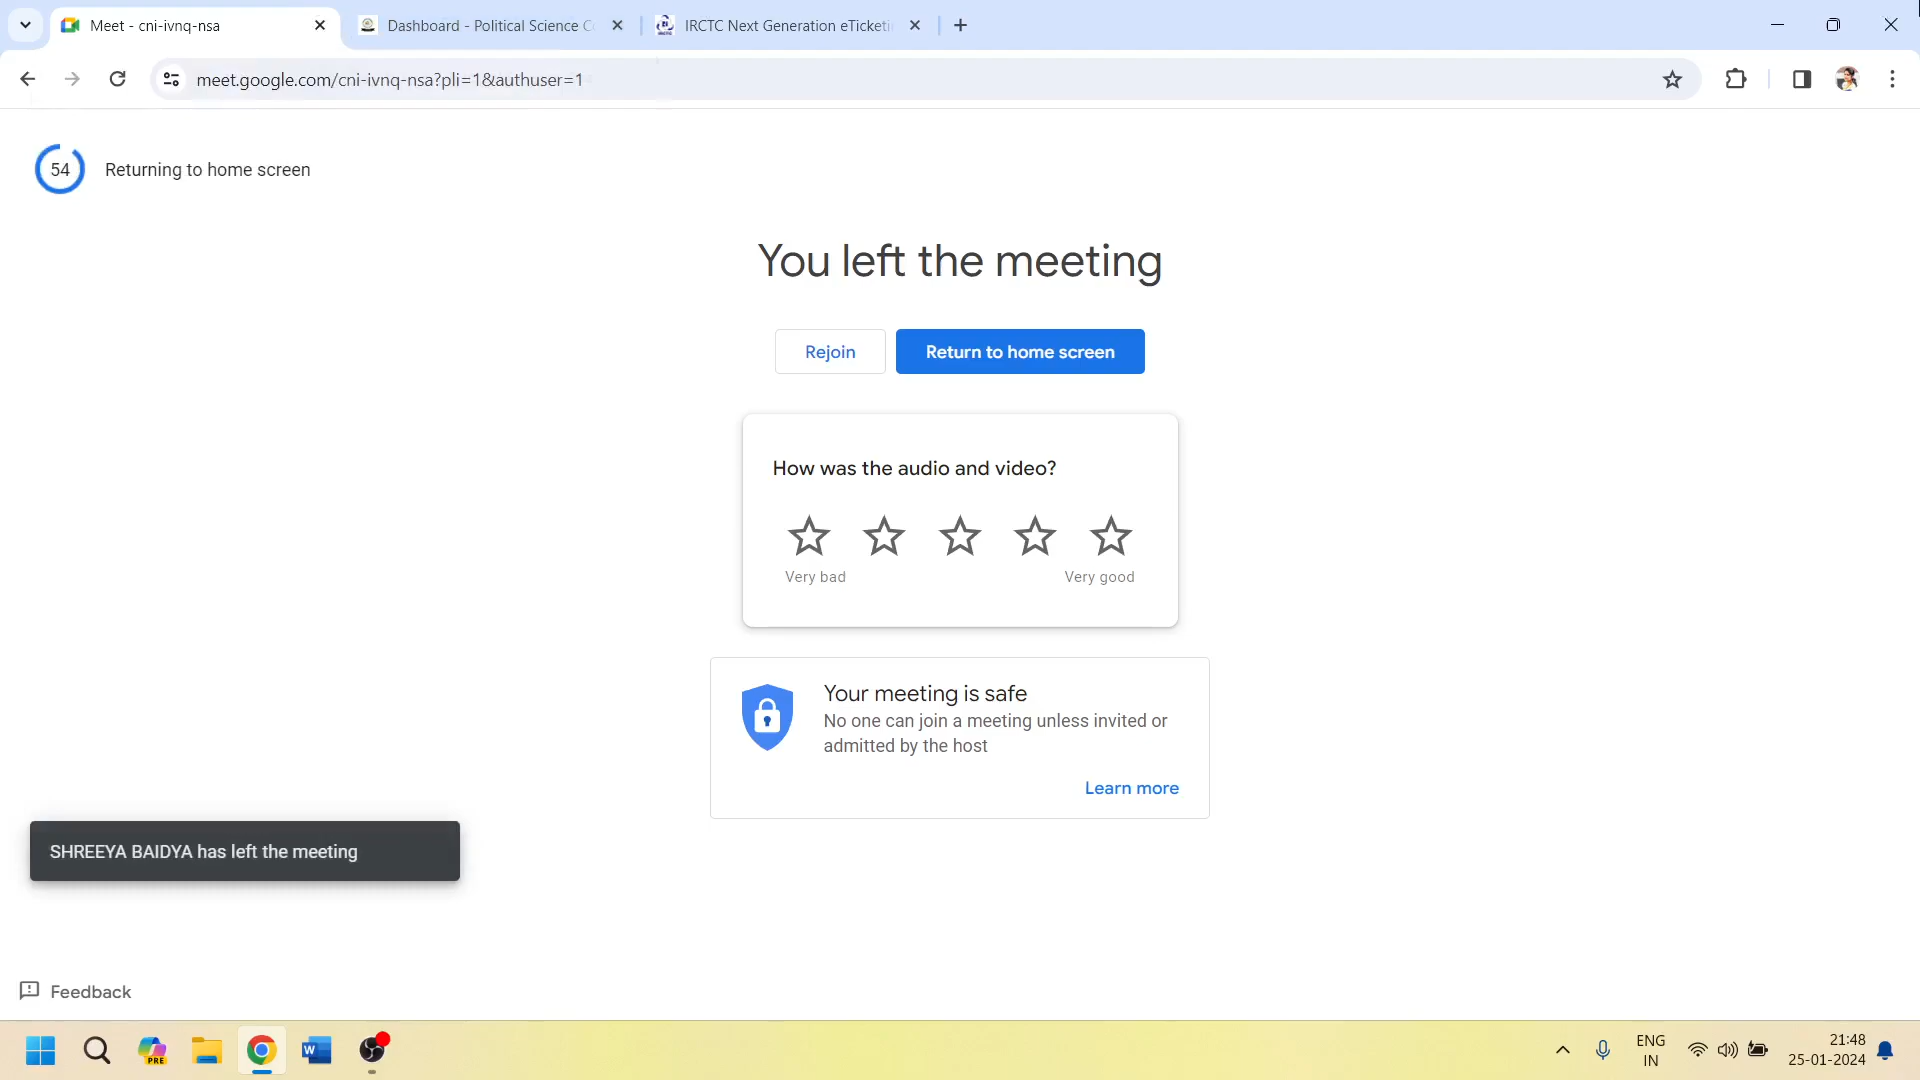 Meet - cni-ivnq-nsa
Dashboard - Political Science C
IRCTC Next Generation eTicketi
meet.google.com/cni-ivnq-nsa?pli=1&authuser=1
54
Returning to home screen
You left the meeting
Rejoin
Return to home screen
How was the audio and video?
Very bad
Very good
Your meeting is safe
No one can join a meeting unless invited or
admitted by the host
Learn more
SHREEYA BAIDYA has left the meeting
Feedback
PRE
W
ENG
IN
21:48
25-01-2024